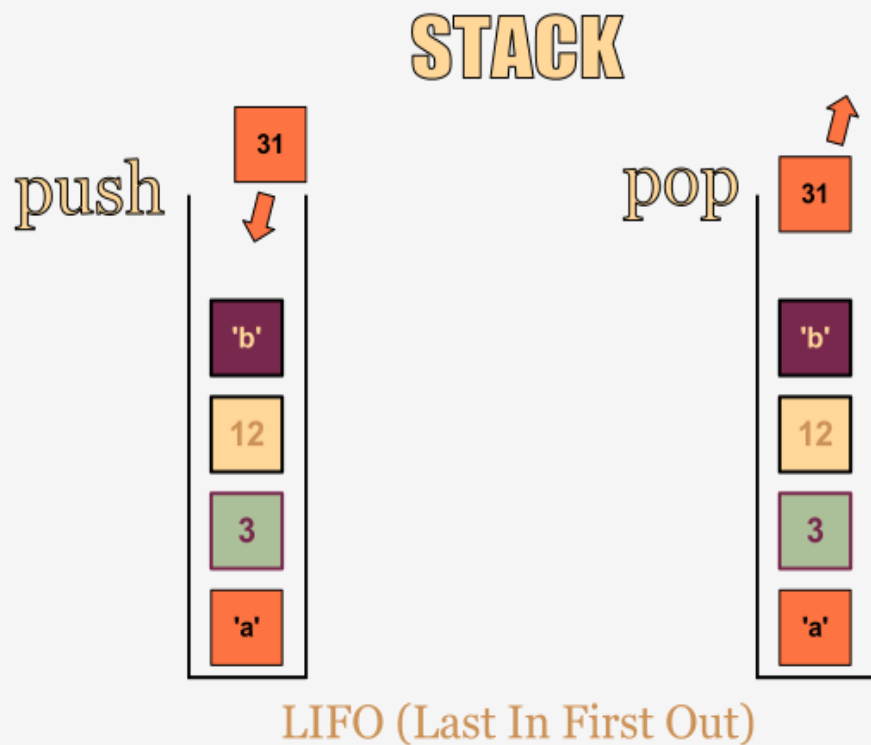 STACK
push
31
'b'
12
3
'a'
pop
31
'b'
12
3
'a'
LIFO (Last In First Out)